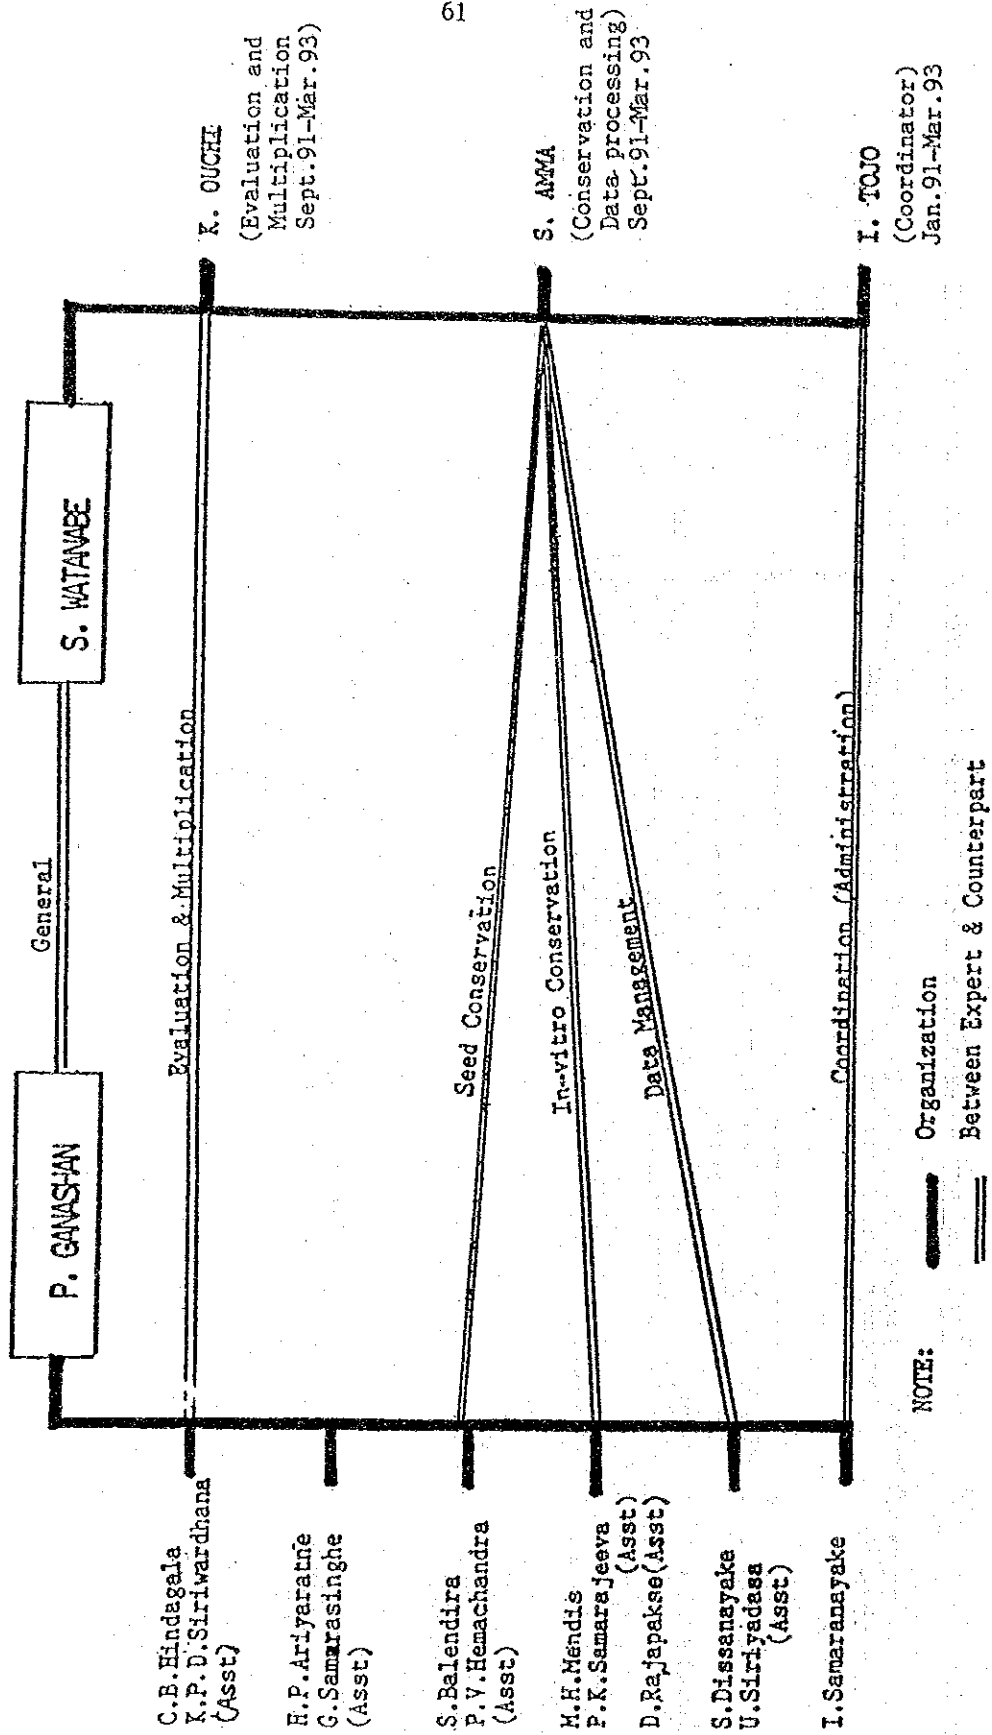 61
General
P. GANASHAN
S. WATANABE
C.B.Hindagala
K.P.D.Siriwardhana
(Asst)
Evaluation & Multiplication
K. OUCHI
(Evaluation and
Multiplication
Sept.91-Mar.93)
H.P.Ariyaratne
G.Samarasinghe
(Asst)
S.Balendira
P.V.Hemachandra
(Asst)
Seed Conservation
S. AMMA
(Conservation and
Data processing)
Sept.91-Mar.93
M.H.Mendis
P.K.Samarajeeva
(Asst)
D.Rajapakse(Asst)
In-vitro Conservation
S.Dissanayake
U.Siriyadasa
(Asst)
Data Management
I.Samaranayake
Coordination (Administration)
I. TOJO
(Coordinator)
Jan.91-Mar.93
NOTE:
Organization
Between Expert & Counterpart